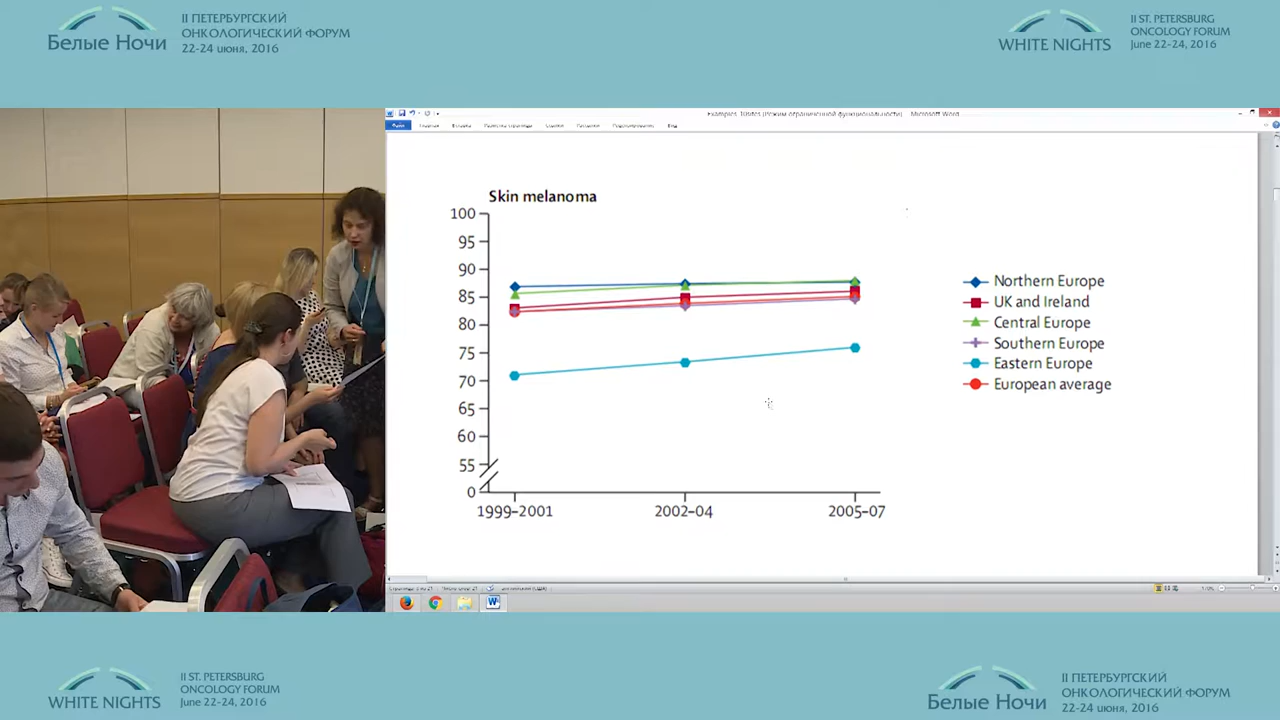 Белые Ночи
II ПЕТЕРБУРГСКИЙ
ОНКОЛОГИЧЕСКИЙ ФОРУМ
22-24 июня, 2016
WHITE NIGHTS
II ST. PETERSBURG
ONCOLOGY FORUM
June 22-24, 2016
Microsoft Word
Файл
Skin melanoma
100
95
90
85
80
75
70
65
60
55
0
1999–2001
2002–04
2005–07
Northern Europe
UK and Ireland
Central Europe
Southern Europe
Eastern Europe
European average
WHITE NIGHTS
II ST. PETERSBURG
ONCOLOGY FORUM
June 22-24, 2016
Белые Ночи
II ПЕТЕРБУРГСКИЙ
ОНКОЛОГИЧЕСКИЙ ФОРУМ
22-24 июня, 2016